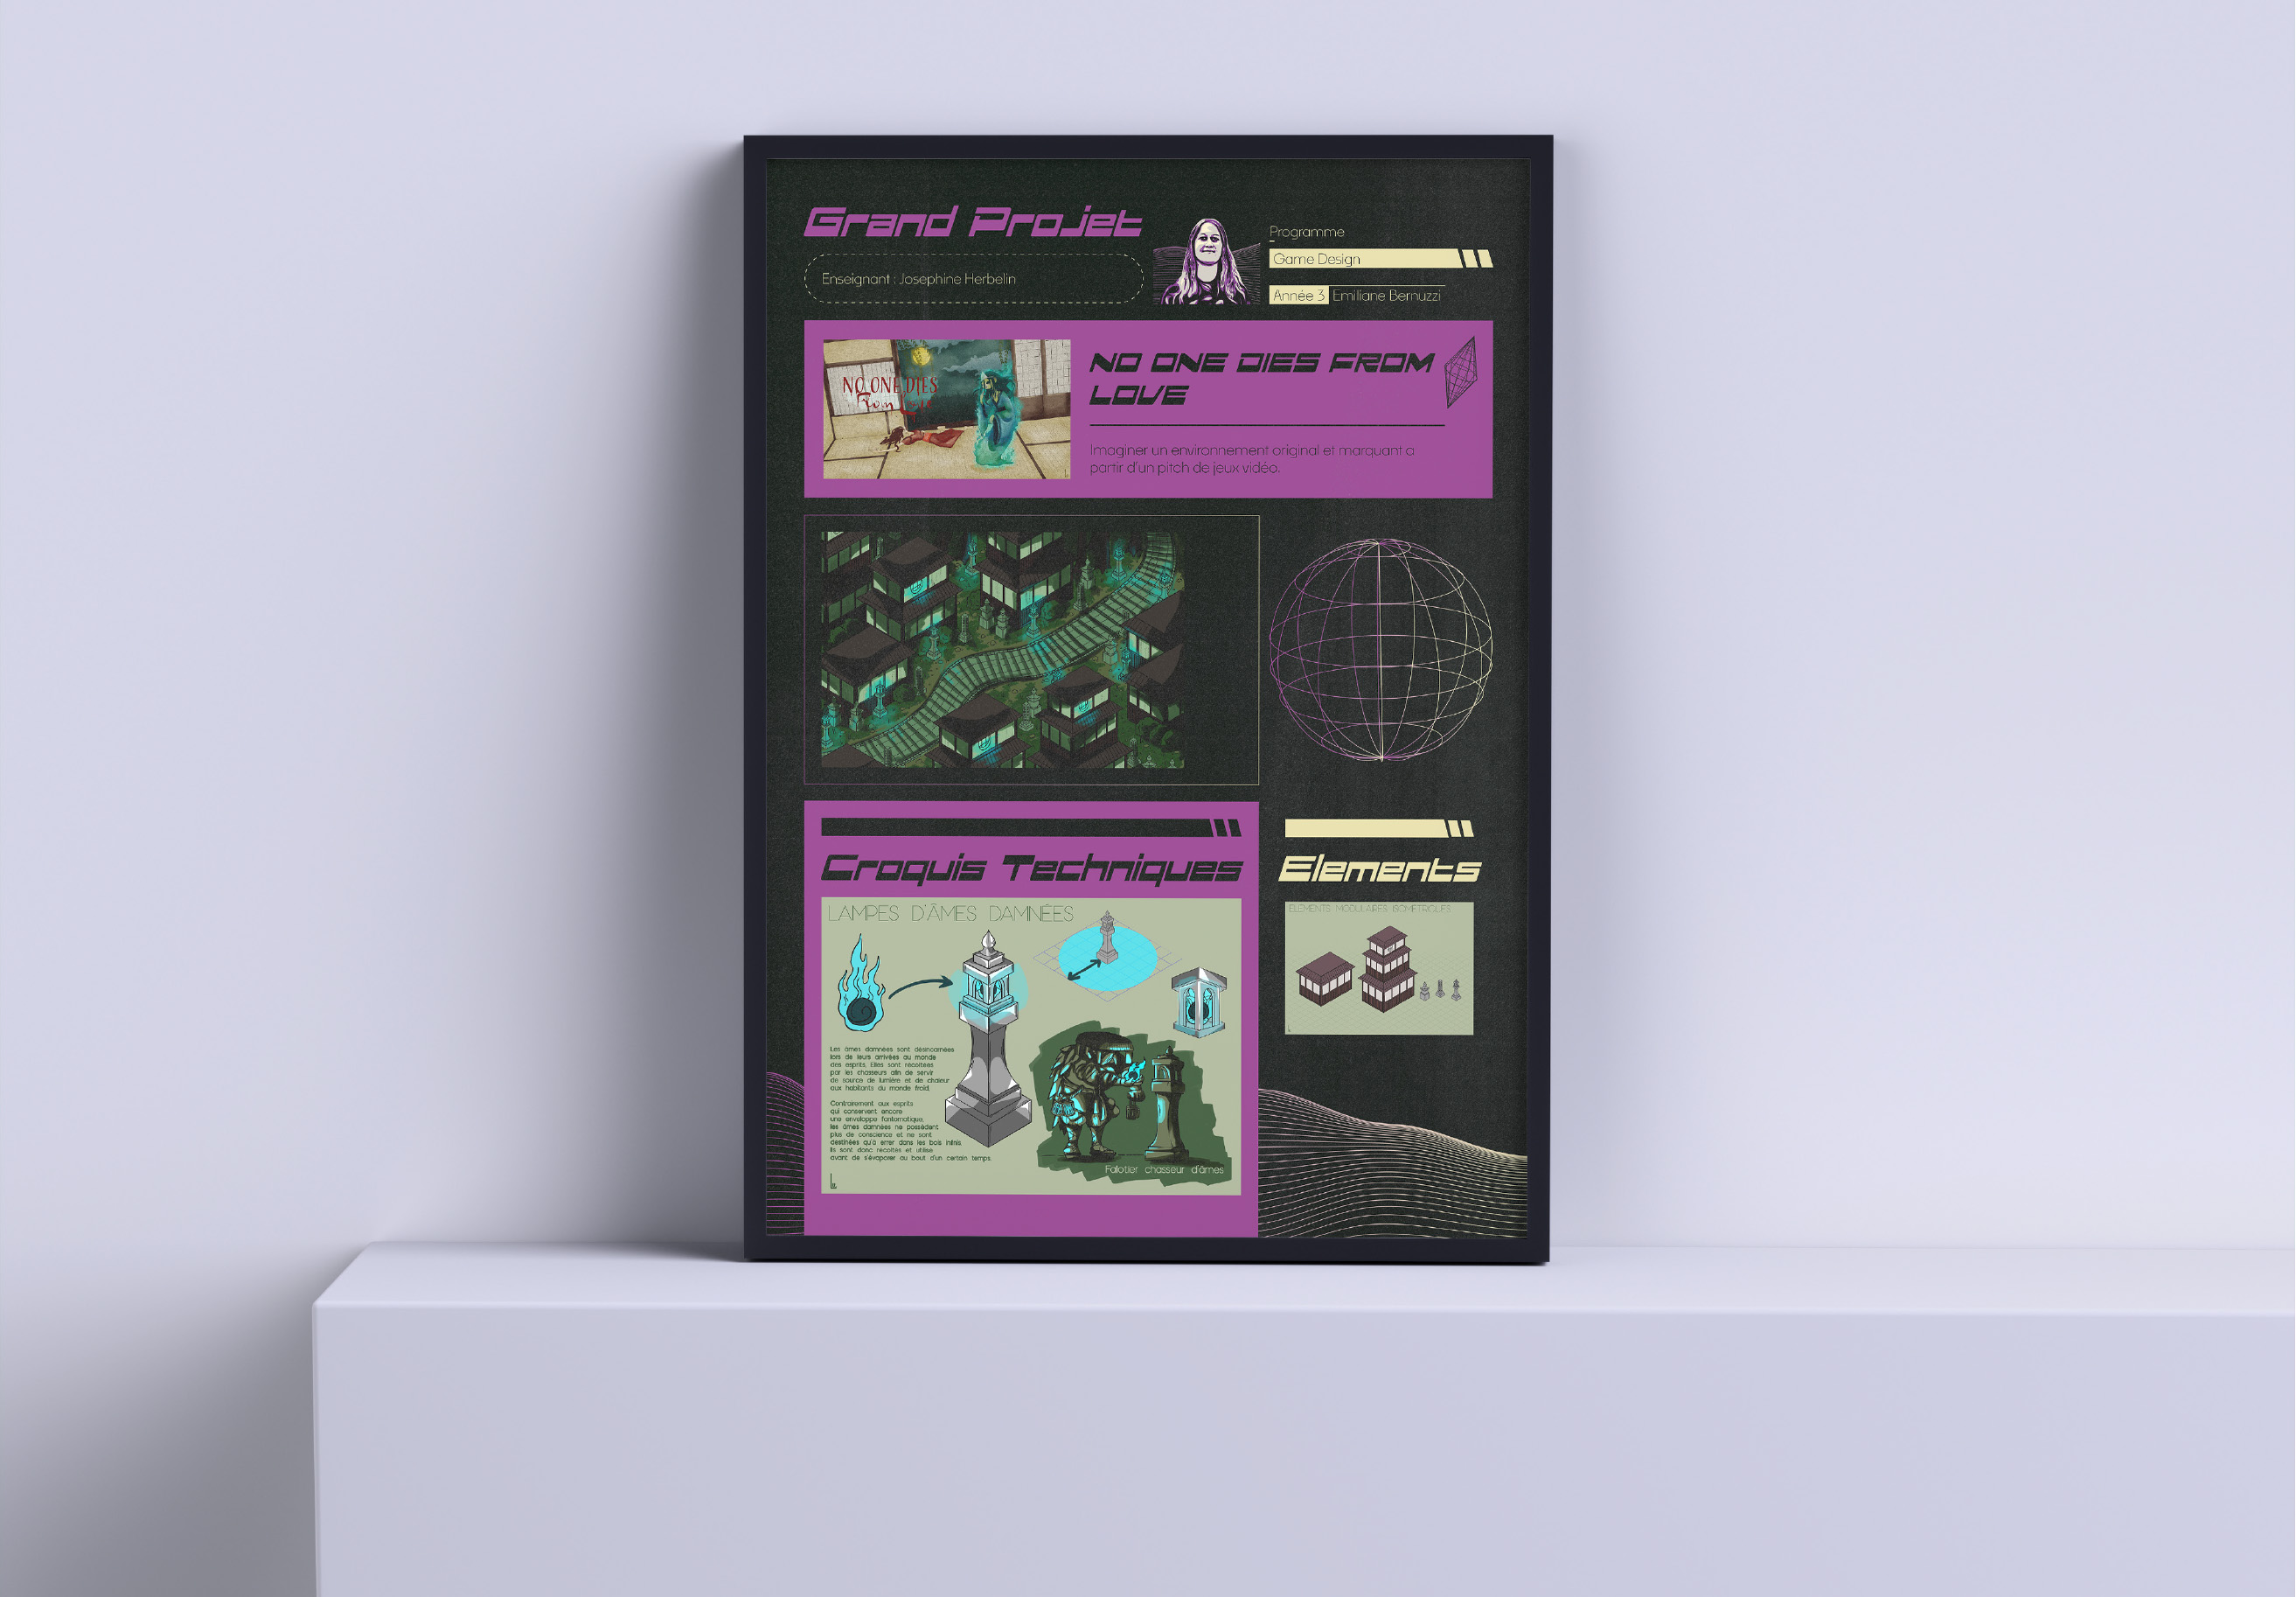 Grand Projet
Enseignant : Josephine Herbelin
Programme
Game Design
Année 3 Emiliane Bernuzzi
NO ONE DIES
From Love
NO ONE DIES FROM
LOVE
Imaginer un environnement original et marquant a
partir d'un pitch de jeux vidéo.
Croquis Techniques
LAMPES D'ÂMES DAMNÉES
Les âmes damnées sont désincarnées
lors de leurs arrivées au monde
des esprits. Elles sont récoltées
par les chasseurs afin de servir
de source de lumière et de chaleur
aux habitants du monde froid.
Contrairement aux esprits
qui conservent encore
une enveloppe fantomatique,
les âmes damnées ne possèdent
plus de conscience et ne sont
destinées qu'à errer dans les bois infinis.
Ils sont donc recoltés et utilisé
avant de s'évaporer au bout d'un certain temps.
Falotier chasseur d'âmes
Elements
ELEMENTS MODULAIRES ISOMETRIQUES